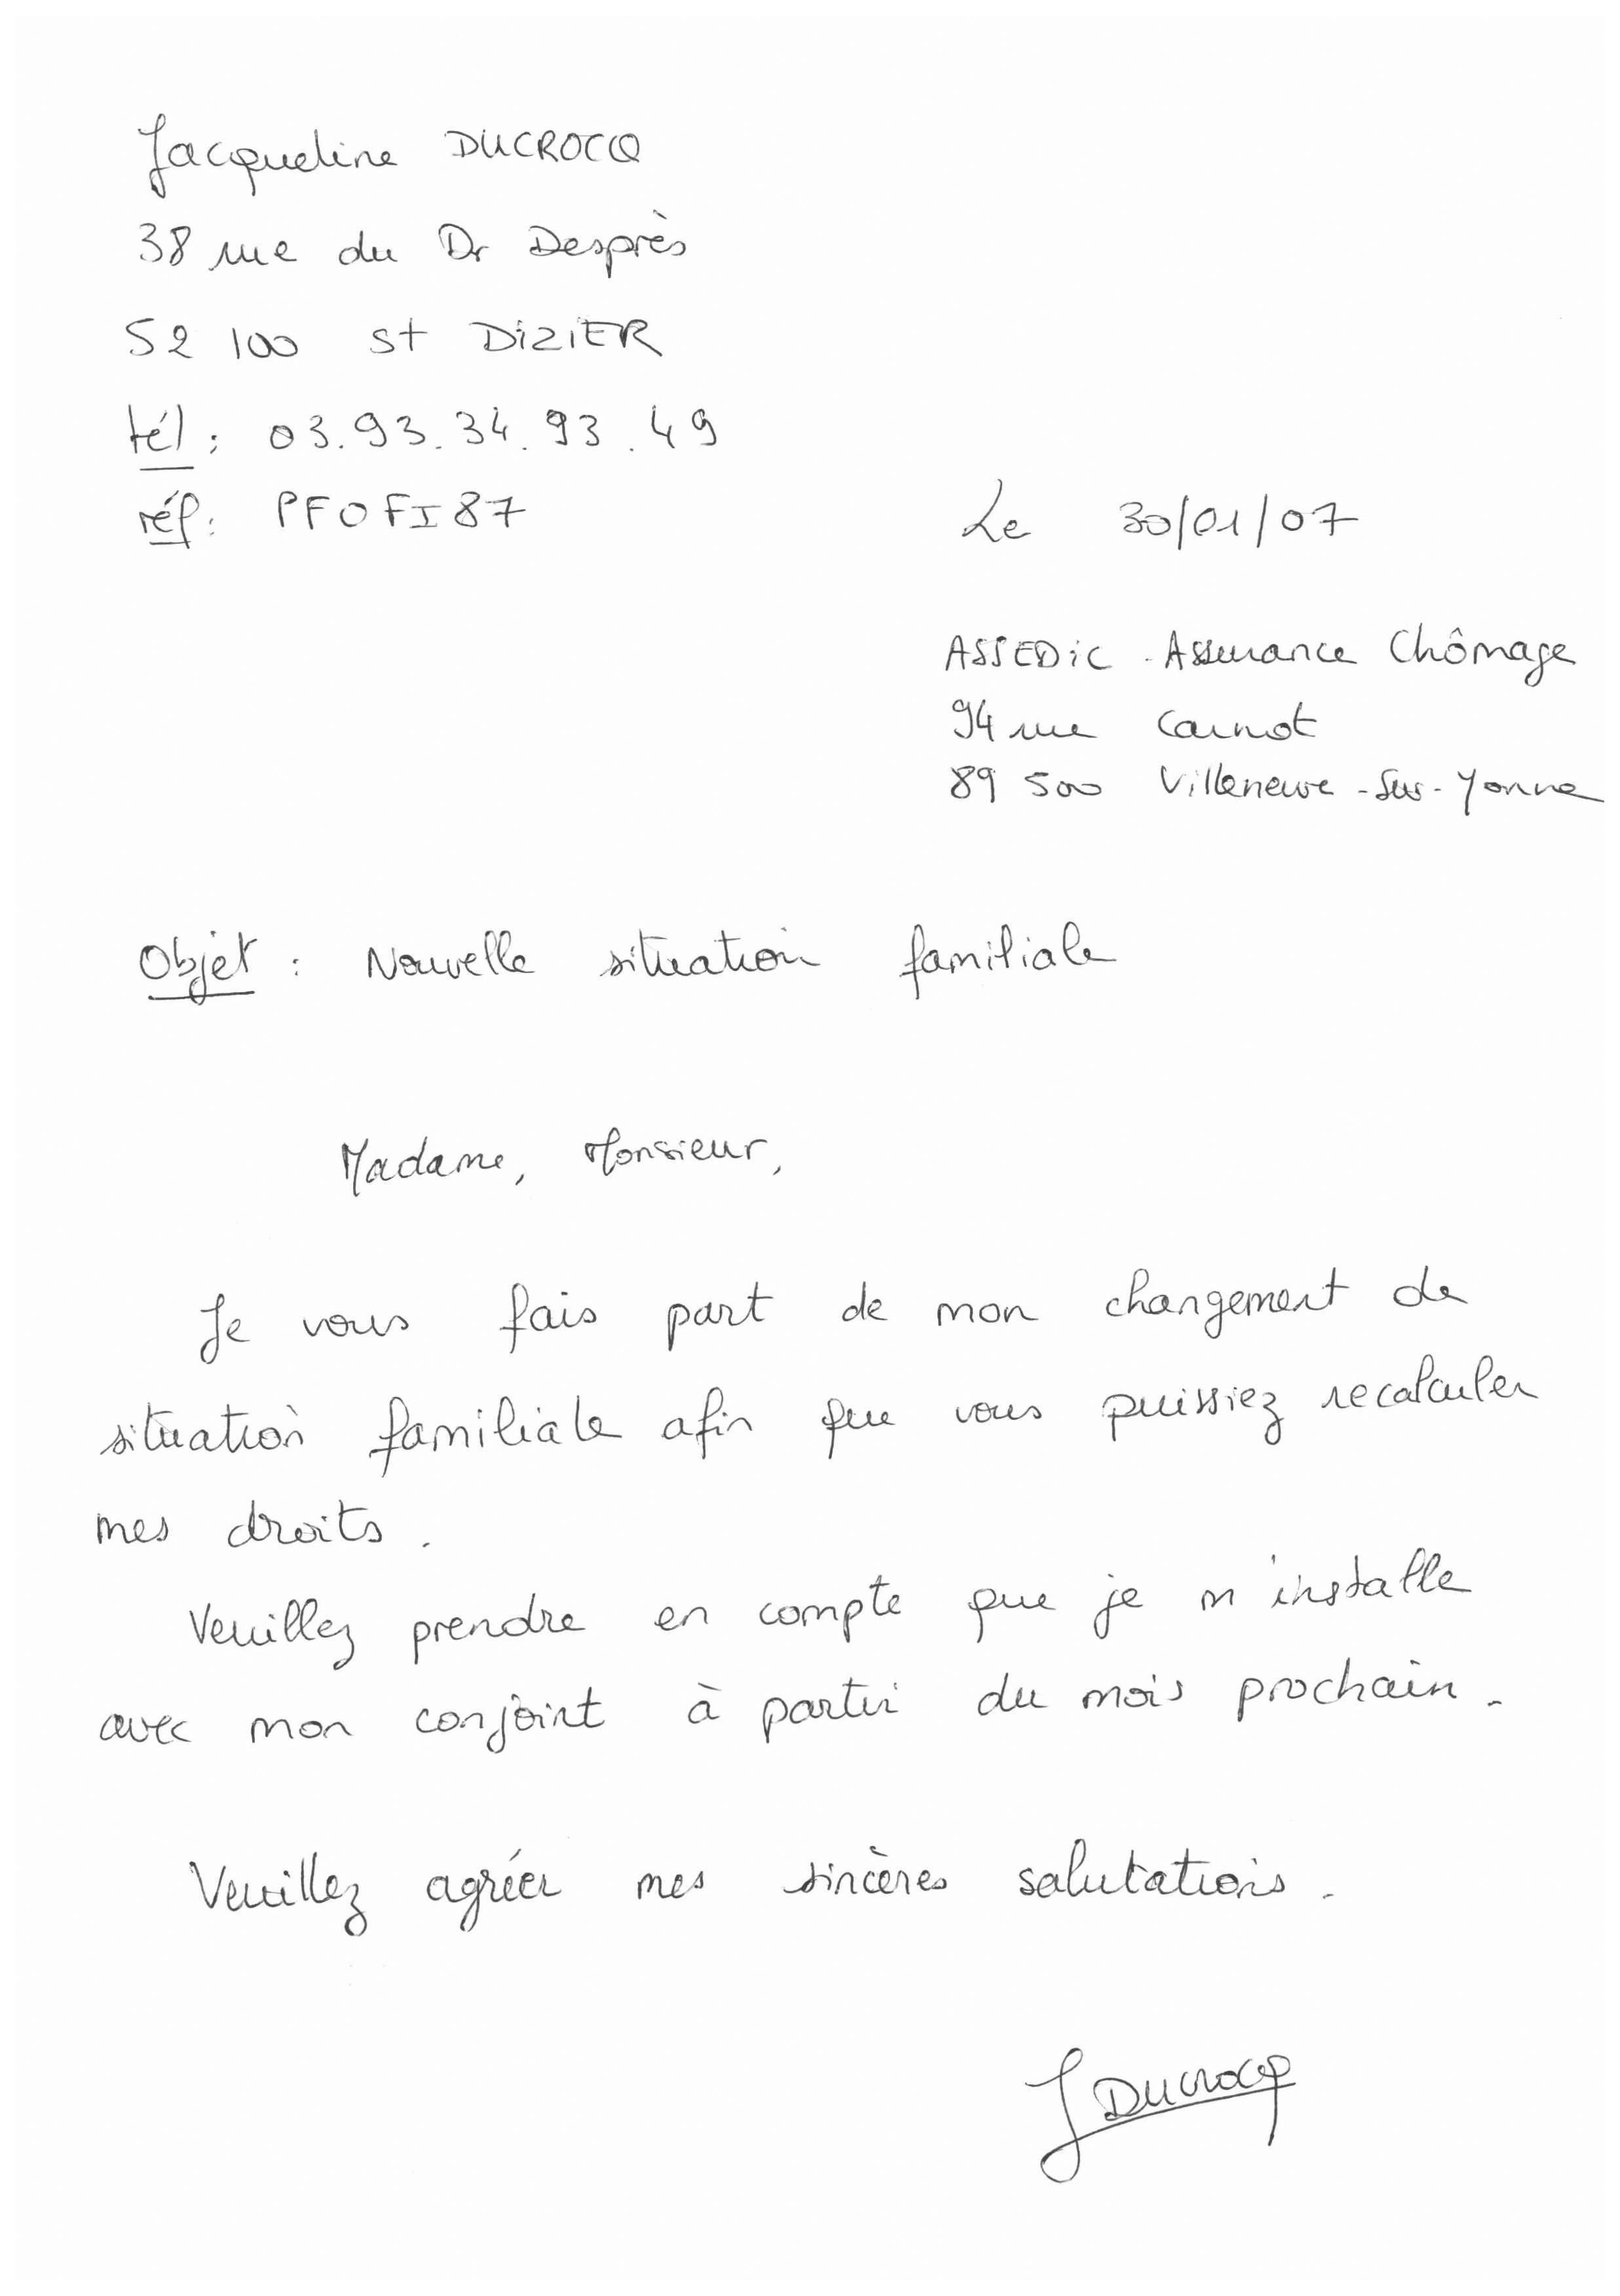 Jacqueline DUCROCQ
38 rue du Dr Desprès
52 100 St DIZIER
tél : 03.93.34.93.49
réf : PFOFI87
Le 30/01/07
ASSEDIC - Assurance Chômage
94 rue Carnot
89 500 Villeneuve-Sur-Yonne
Objet : Nouvelle situation familiale
Madame, Monsieur,
Je vous fais part de mon changement de
situation familiale afin que vous puissiez recalculer
mes droits.
Veuillez prendre en compte que je m'installe
avec mon conjoint à partir du mois prochain.
Veuillez agréer mes sincères salutations.
J Ducrocq